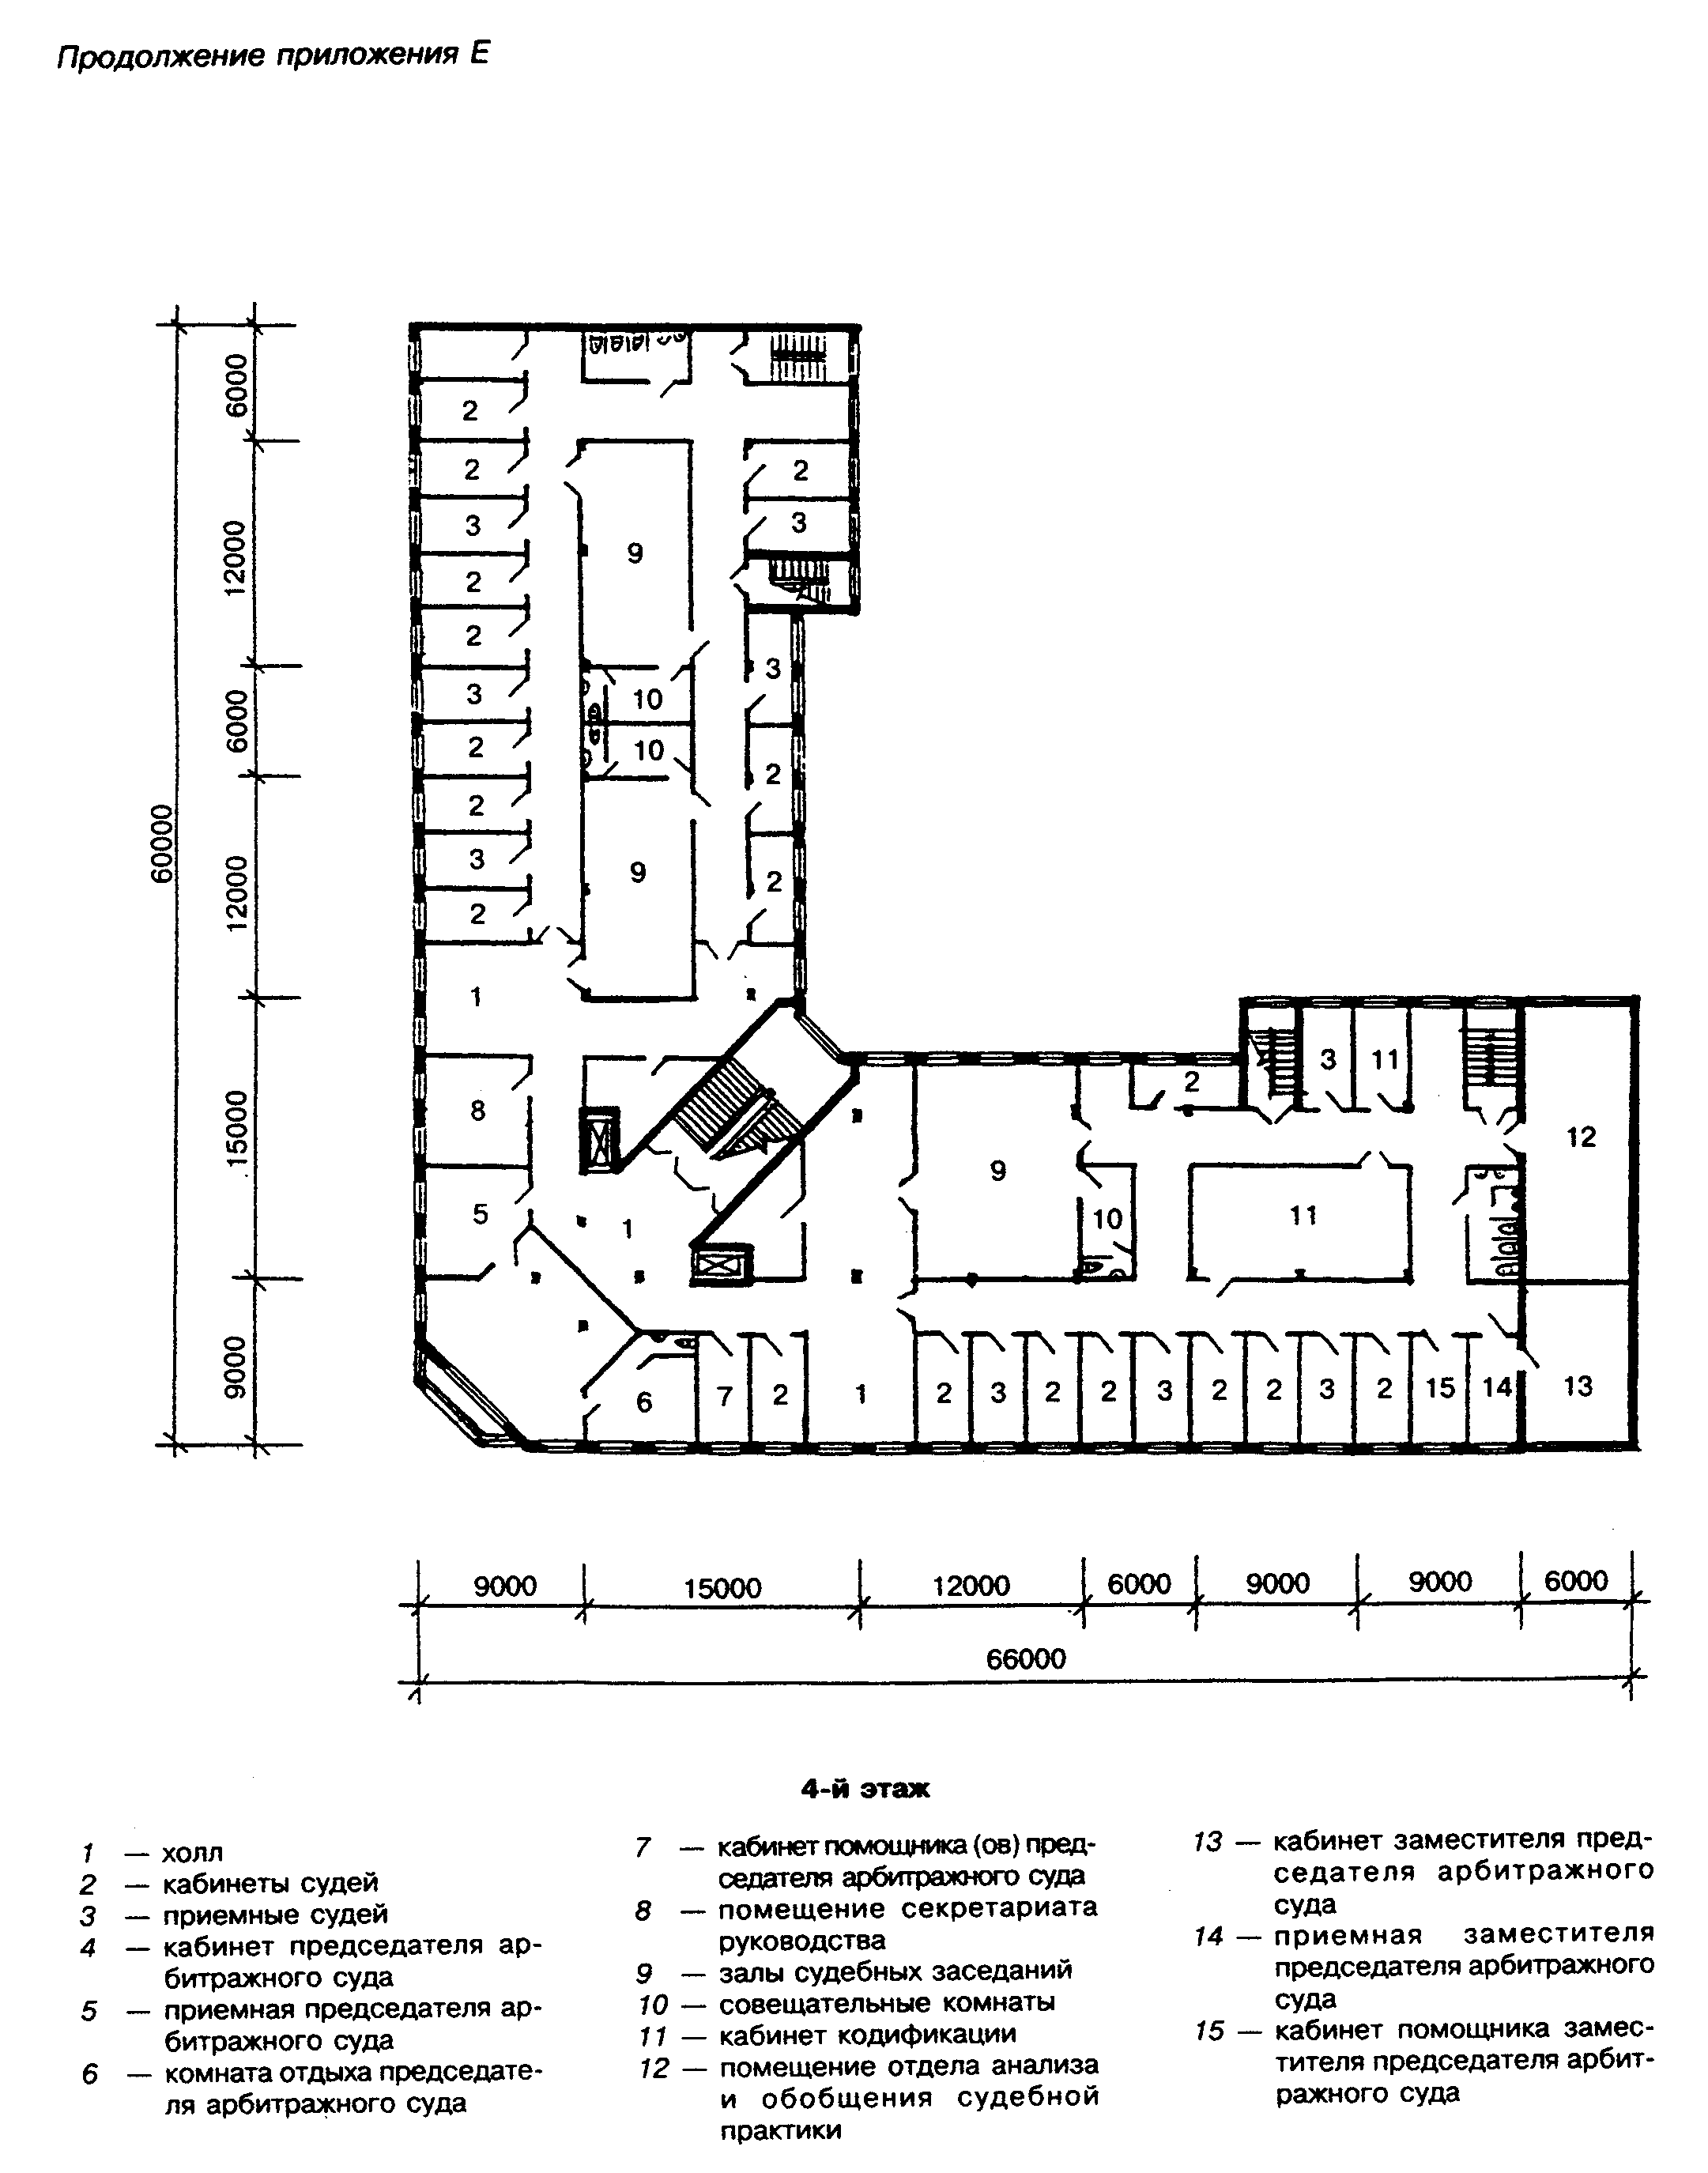 Продолжение приложения Е
6000
2
2
2
3
3
12000
9
2
2
3
3
10
6000
2
10
2
60000
2
3
9
2
12000
2
1
3
11
2
8
12
15000
9
5
1
10
11
9000
6
7
2
1
2
3
2
2
3
2
2
3
2
15
14
13
9000
15000
12000
6000
9000
9000
6000
66000
4-й этаж
1 — холл
2 — кабинеты судей
3 — приемные судей
4 — кабинет председателя ар-
битражного суда
5 — приемная председателя ар-
битражного суда
6 — комната отдыха председате-
ля арбитражного суда
7 — кабинет помощника (ов) пред-
седателя арбитражного суда
8 — помещение секретариата
руководства
9 — залы судебных заседаний
10 — совещательные комнаты
11 — кабинет кодификации
12 — помещение отдела анализа
и обобщения судебной
практики
13 — кабинет заместителя пред-
седателя арбитражного
суда
14 — приемная заместителя
председателя арбитражного
суда
15 — кабинет помощника замес-
тителя председателя арбит-
ражного суда